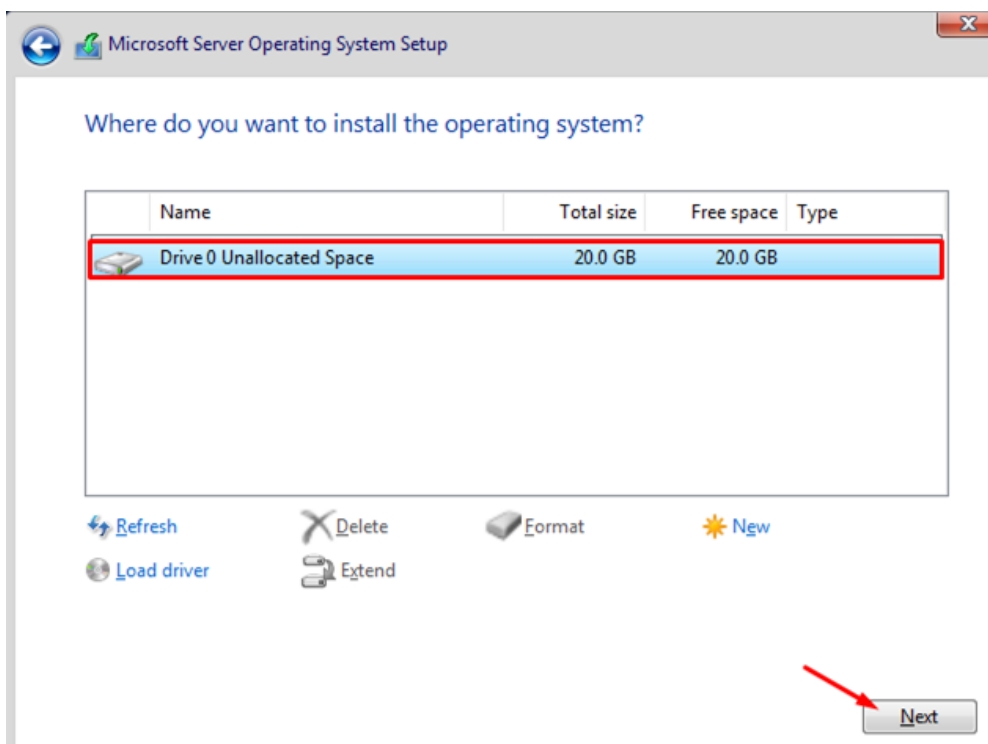 Microsoft Server Operating System Setup
Where do you want to install the operating system?
Name Total size Free space Type
Drive 0 Unallocated Space 20.0 GB 20.0 GB
Refresh Delete Format New
Load driver Extend
Next